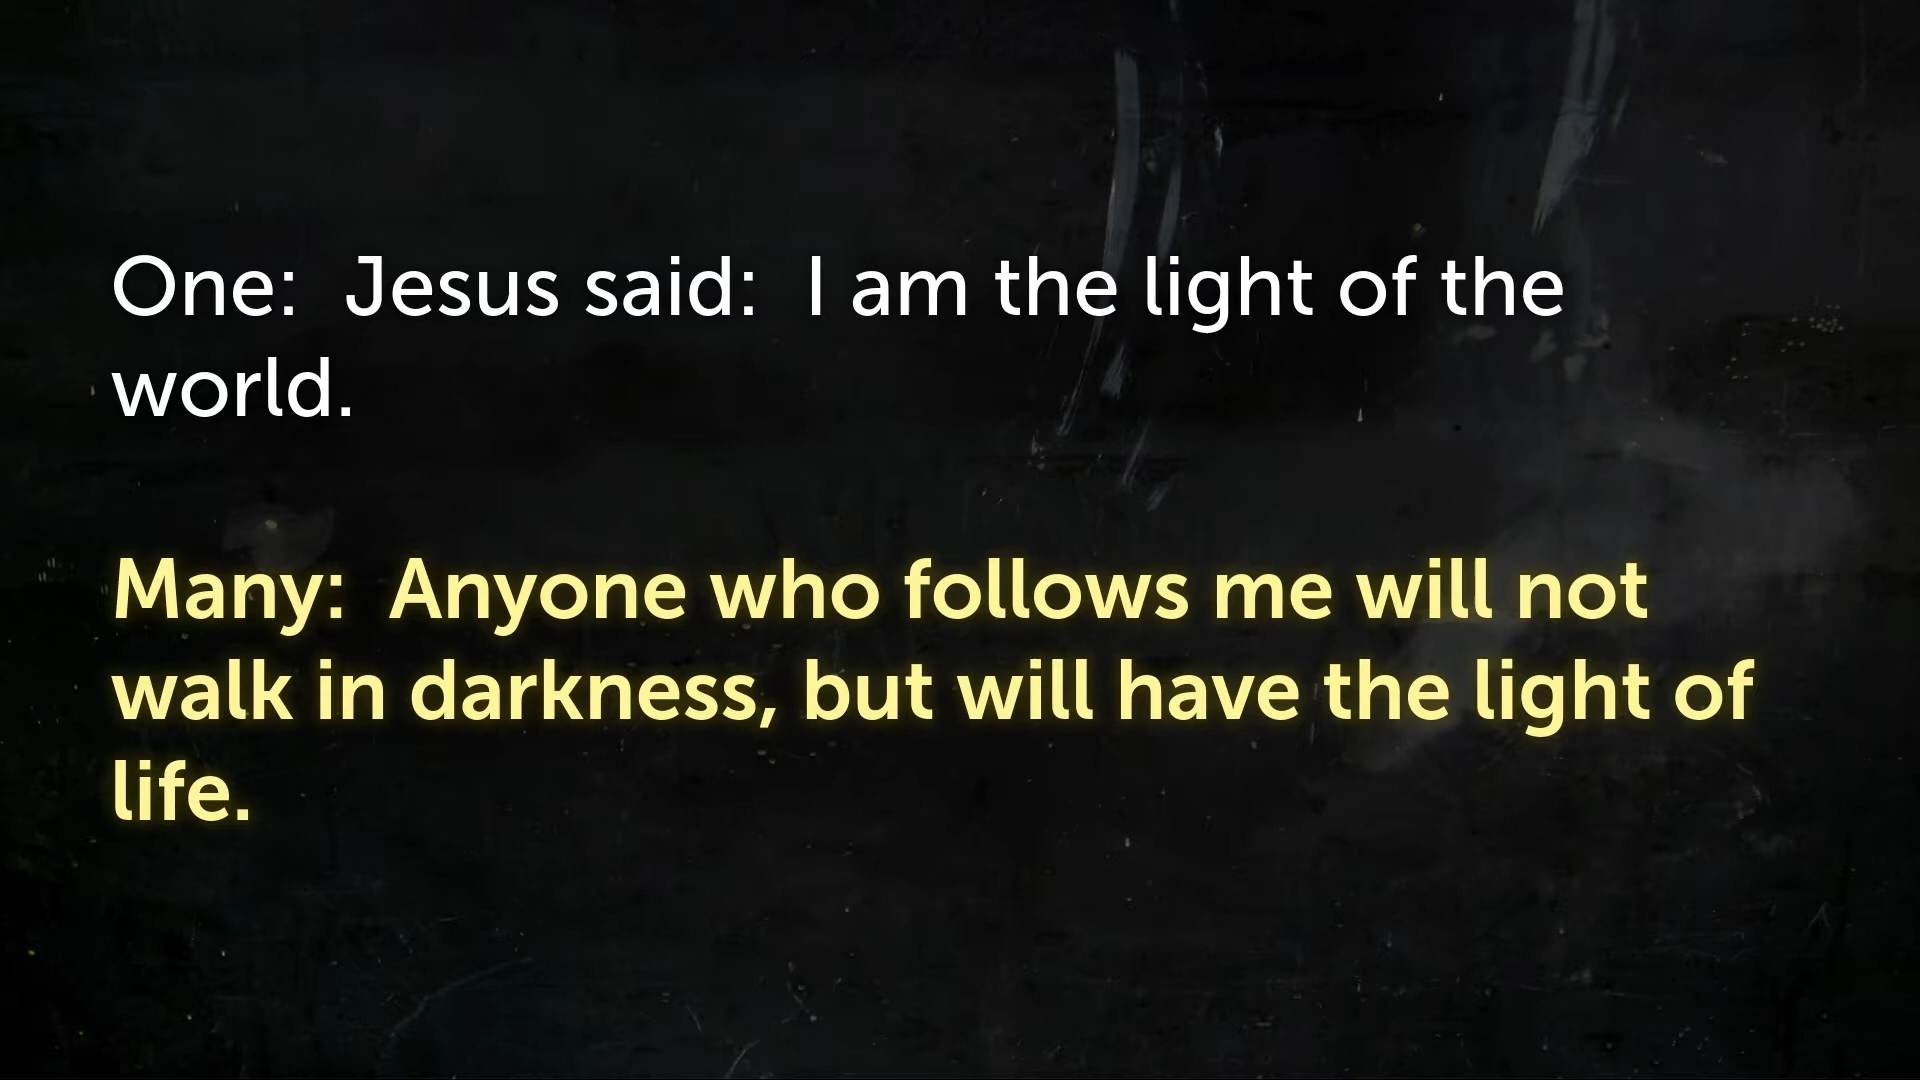 One:  Jesus said:  I am the light of the
world.
Many:  Anyone who follows me will not
walk in darkness, but will have the light of
life.